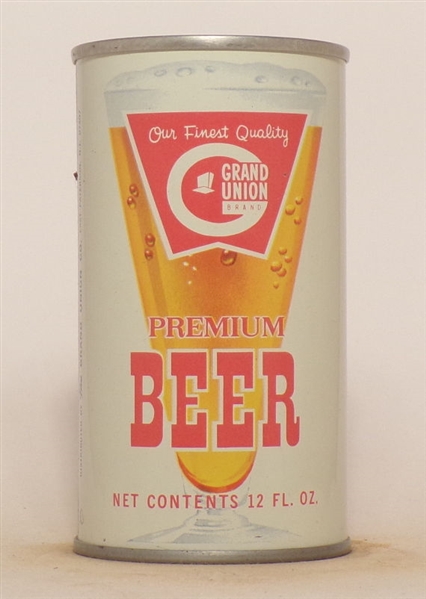 Our Finest Quality
GRAND
UNION
BRAND
PREMIUM
BEER
NET CONTENTS 12 FL. OZ.